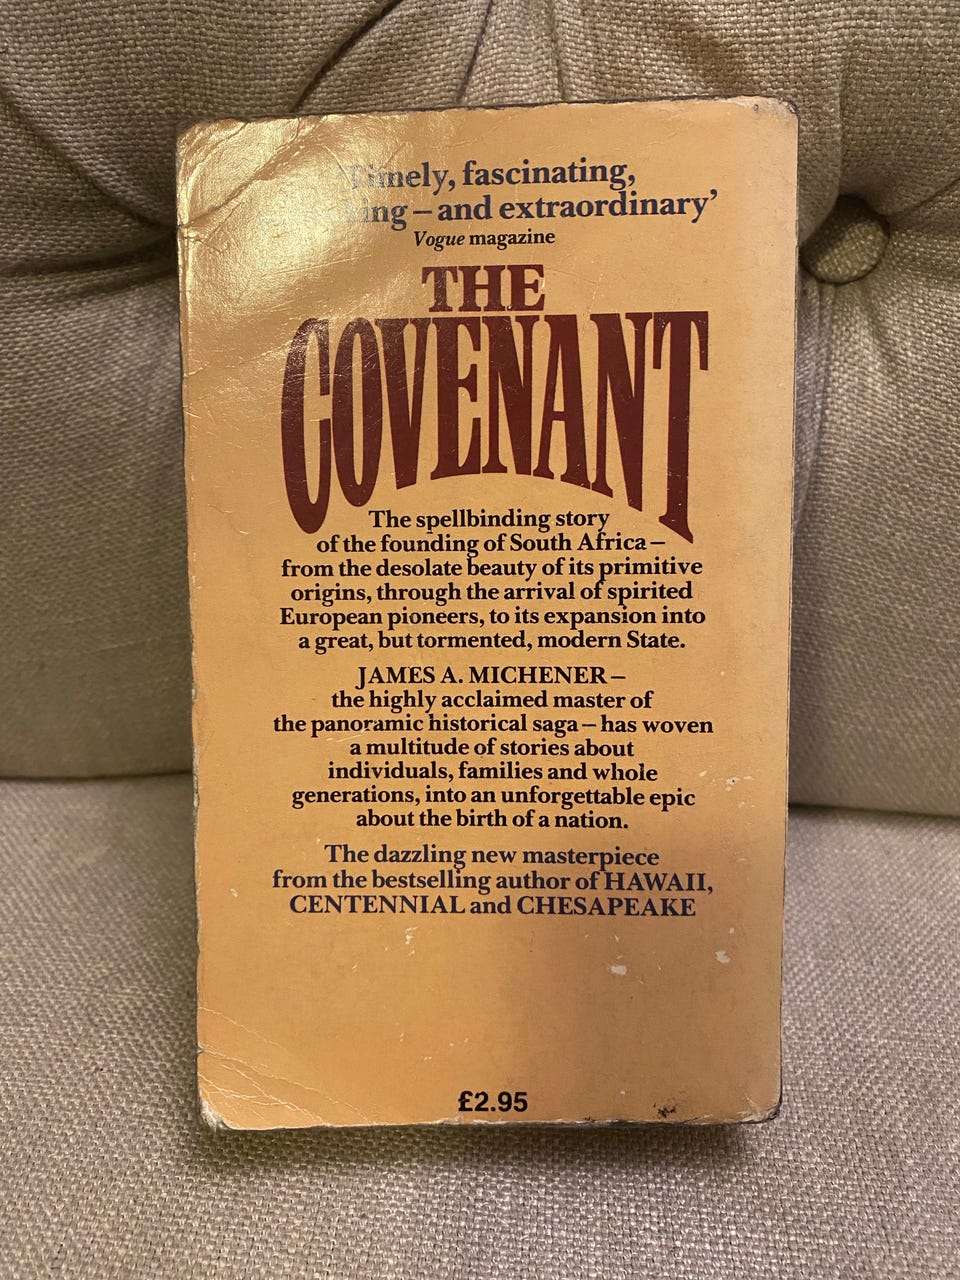 Timely, fascinating,
– and extraordinary’
Vogue magazine
THE
COVENANT
The spellbinding story
of the founding of South Africa –
from the desolate beauty of its primitive
origins, through the arrival of spirited
European pioneers, to its expansion into
a great, but tormented, modern State.
JAMES A. MICHENER –
the highly acclaimed master of
the panoramic historical saga – has woven
a multitude of stories about
individuals, families and whole
generations, into an unforgettable epic
about the birth of a nation.
The dazzling new masterpiece
from the bestselling author of HAWAII,
CENTENNIAL and CHESAPEAKE
£2.95